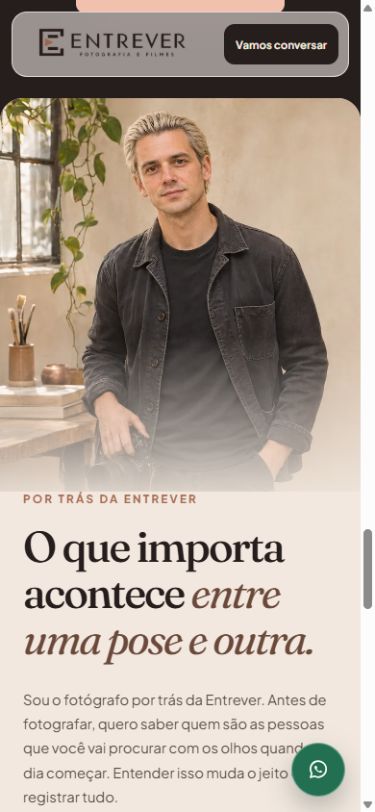 ENTREVER
FOTOGRAFIA E FILMES
Vamos conversar
POR TRÁS DA ENTREVER
O que importa
acontece entre
uma pose e outra.
Sou o fotógrafo por trás da Entrever. Antes de
fotografar, quero saber quem são as pessoas
que você vai procurar com os olhos quand
dia começar. Entender isso muda o jeito
registrar tudo.